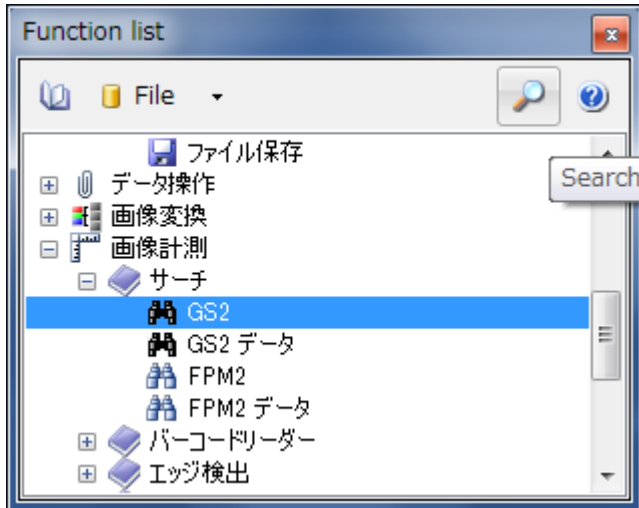 Function list
File
ファイル保存
データ操作
Search
画像変換
画像計測
サーチ
GS2
GS2 データ
FPM2
FPM2 データ
バーコードリーダー
エッジ検出